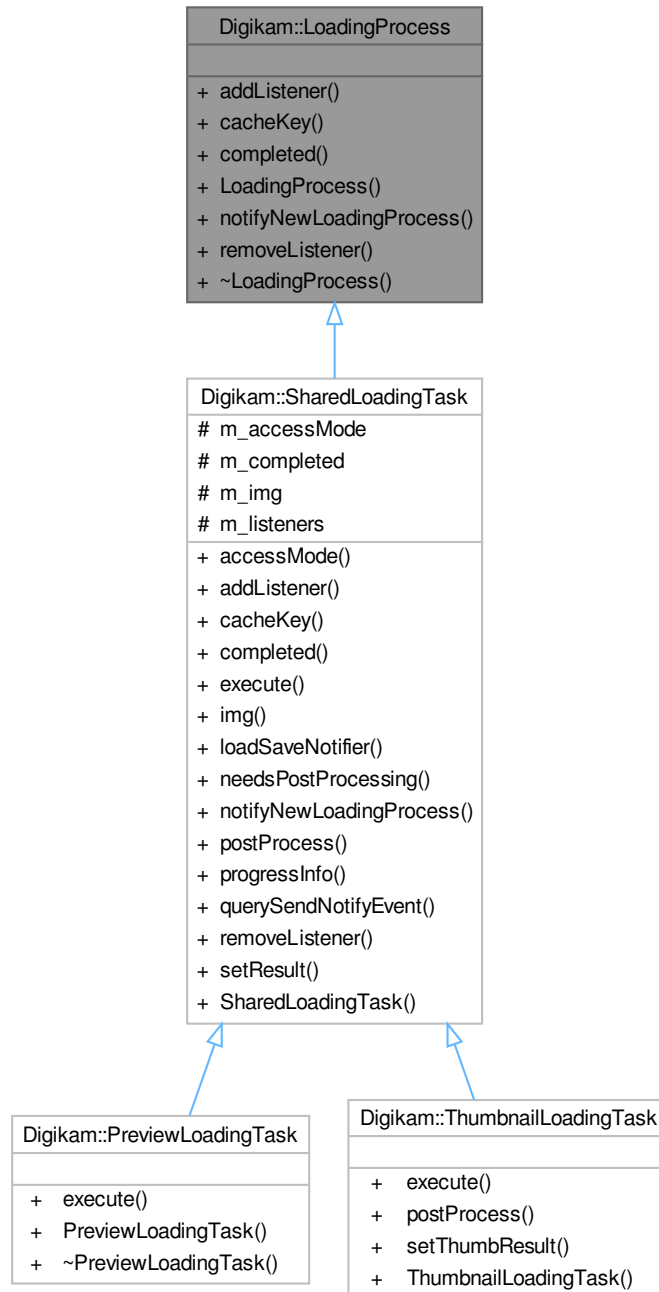 Digikam::LoadingProcess
+ addListener()
+ cacheKey()
+ completed()
+ LoadingProcess()
+ notifyNewLoadingProcess()
+ removeListener()
+ ~LoadingProcess()
Digikam::SharedLoadingTask
# m_accessMode
# m_completed
# m_img
# m_listeners
+ accessMode()
+ addListener()
+ cacheKey()
+ completed()
+ execute()
+ img()
+ loadSaveNotifier()
+ needsPostProcessing()
+ notifyNewLoadingProcess()
+ postProcess()
+ progressInfo()
+ querySendNotifyEvent()
+ removeListener()
+ setResult()
+ SharedLoadingTask()
Digikam::PreviewLoadingTask
+ execute()
+ PreviewLoadingTask()
+ ~PreviewLoadingTask()
Digikam::ThumbnailLoadingTask
+ execute()
+ postProcess()
+ setThumbResult()
+ ThumbnailLoadingTask()